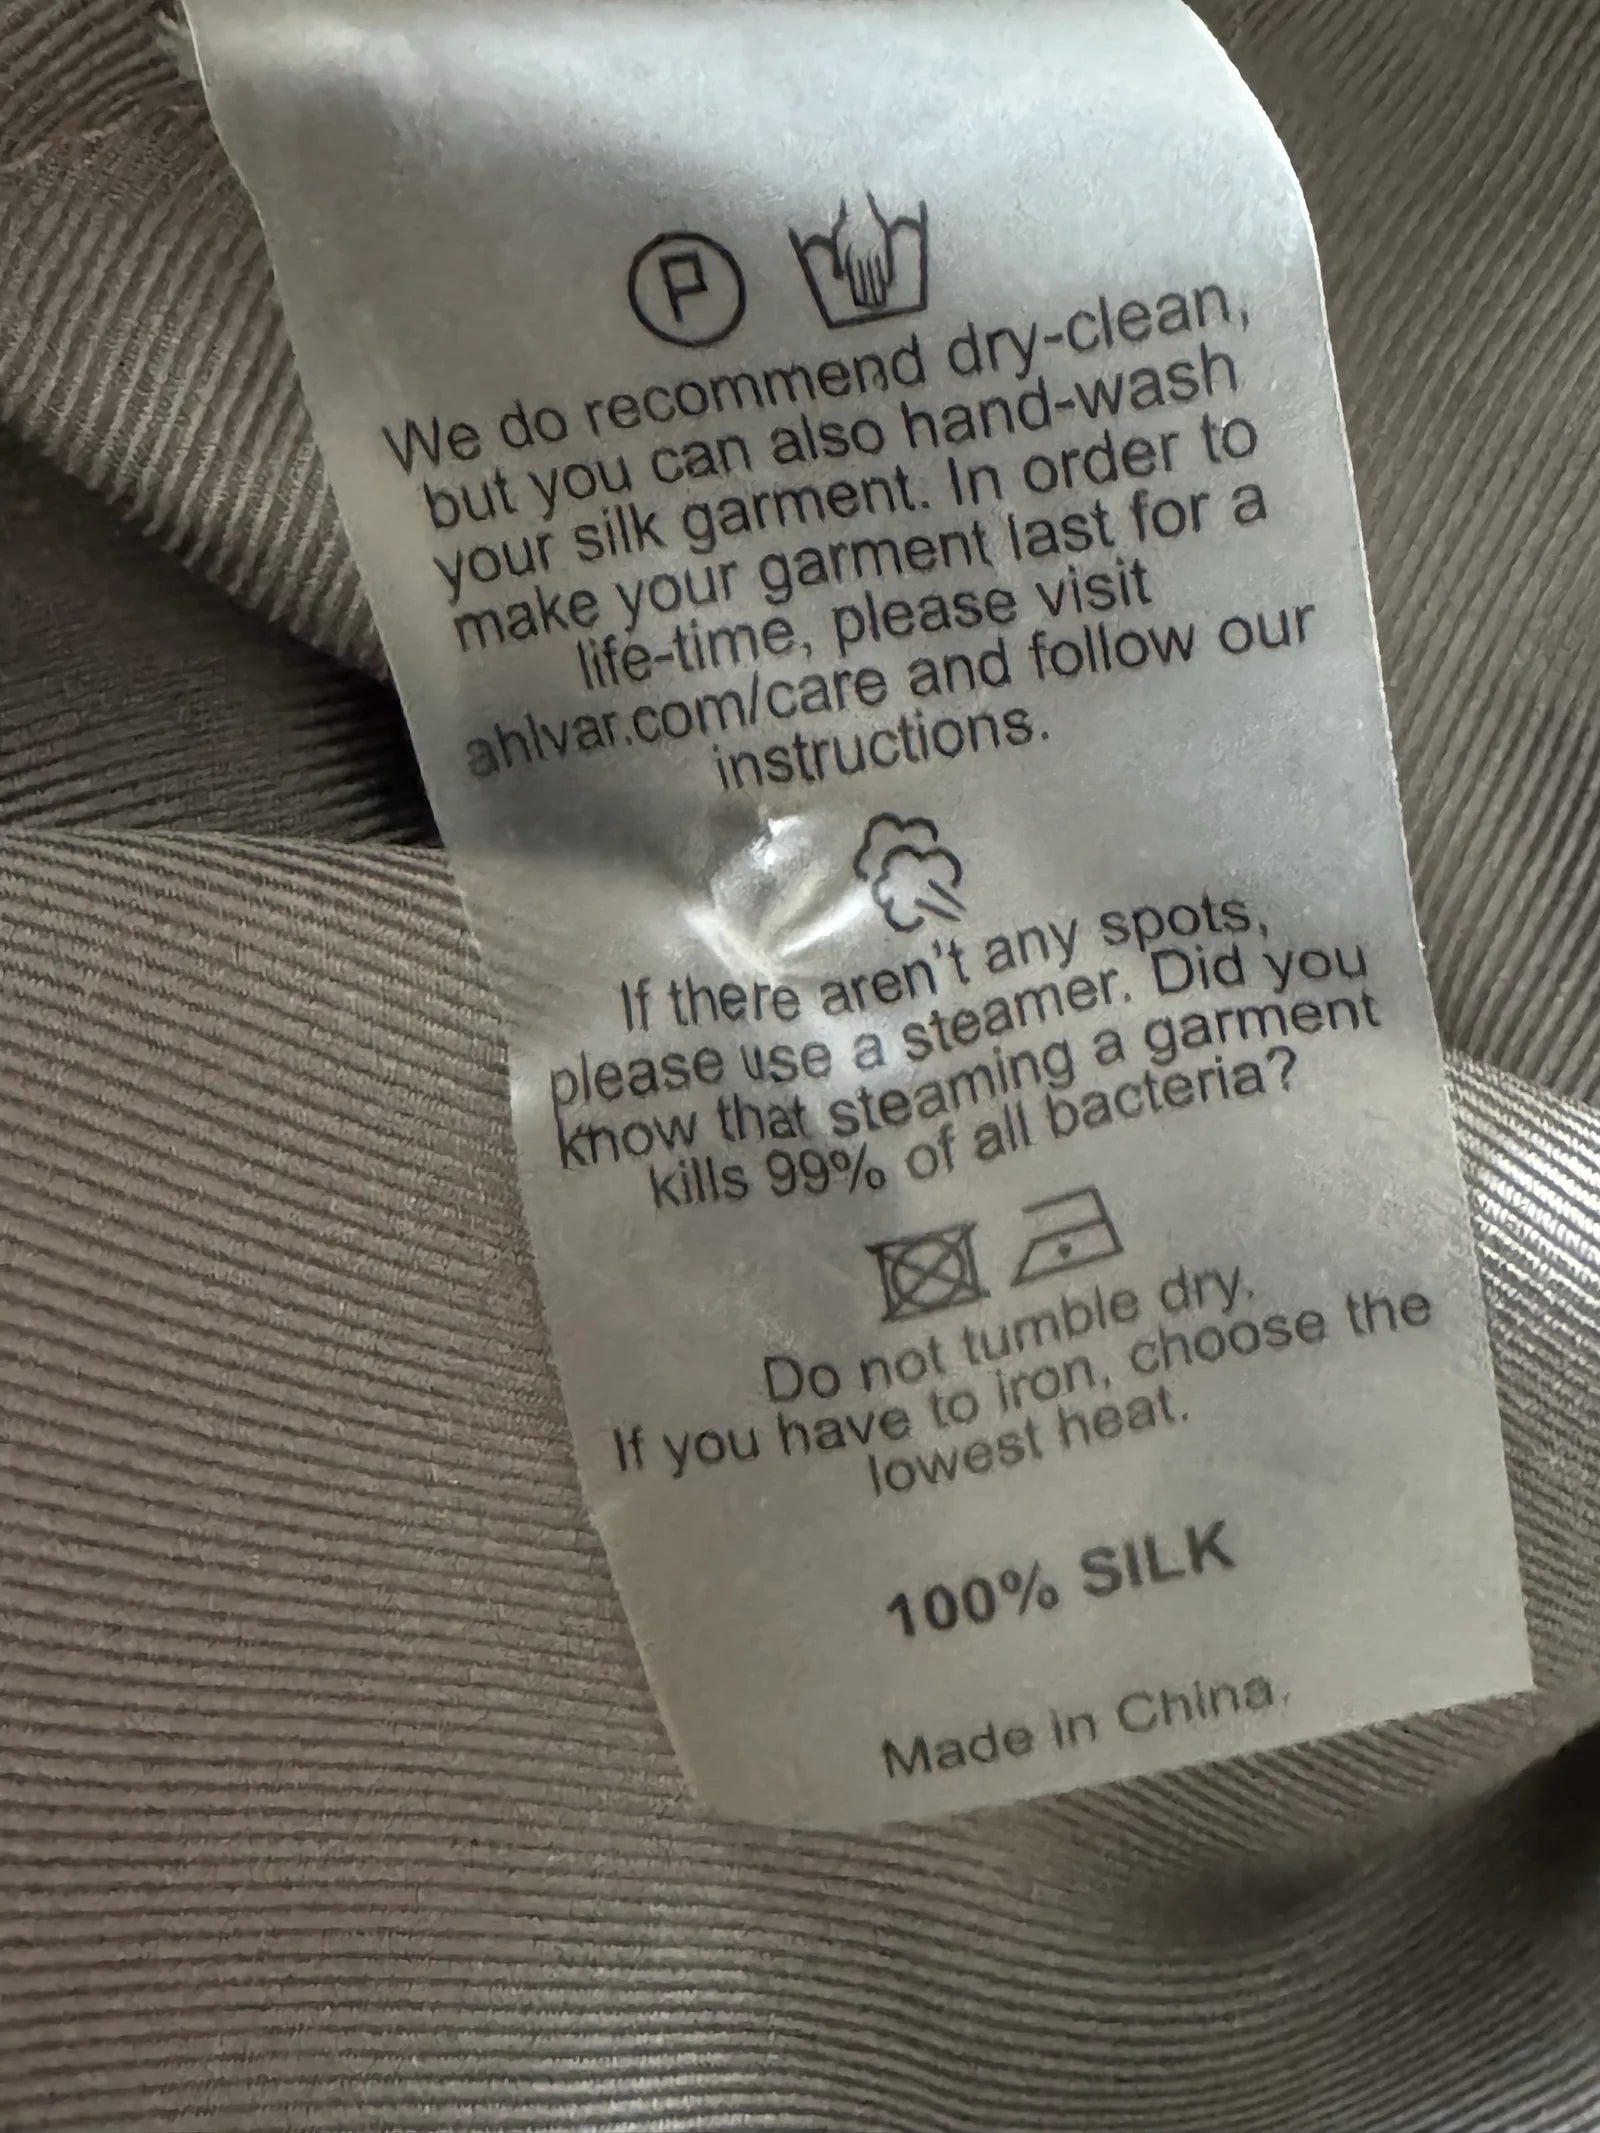 P
We do recommend dry-clean,
but you can also hand-wash
your silk garment. In order to
make your garment last for a
life-time, please visit
ahlvar.com/care and follow our
instructions.
If there aren't any spots,
please use a steamer. Did you
know that steaming a garment
kills 99% of all bacteria?
Do not tumble dry.
If you have to iron, choose the
lowest heat.
100% SILK
Made in China.